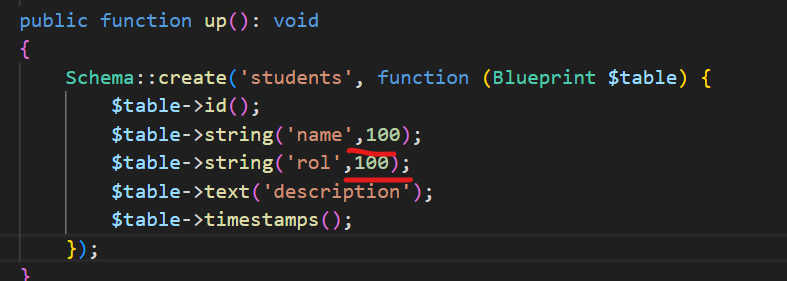 public function up(): void
{
Schema::create('students', function (Blueprint $table) {
$table->id();
$table->string('name',100);
$table->string('rol',100);
$table->text('description');
$table->timestamps();
});
}